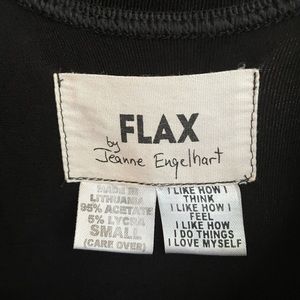 FLAX
by
Jeanne Engelhart
MADE IN
LITHUANIA
95% ACETATE
5% LYCRA
SMALL
(CARE OVER)
I LIKE HOW I
THINK
I LIKE HOW I
FEEL
I LIKE HOW
I DO THINGS
I LOVE MYSELF